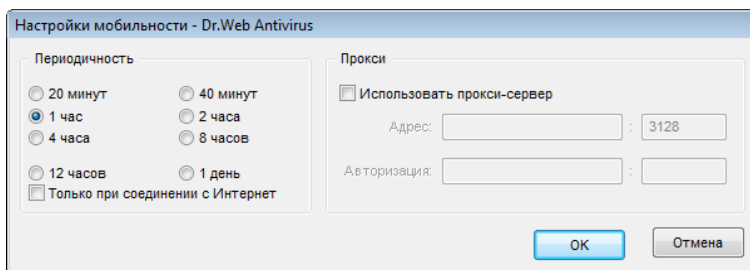 Настройки мобильности - Dr.Web Antivirus
Периодичность
20 минут 40 минут
1 час 2 часа
4 часа 8 часов
12 часов 1 день
Только при соединении с Интернет
Прокси
Использовать прокси-сервер
Адрес: : 3128
Авторизация: :
OK Отмена